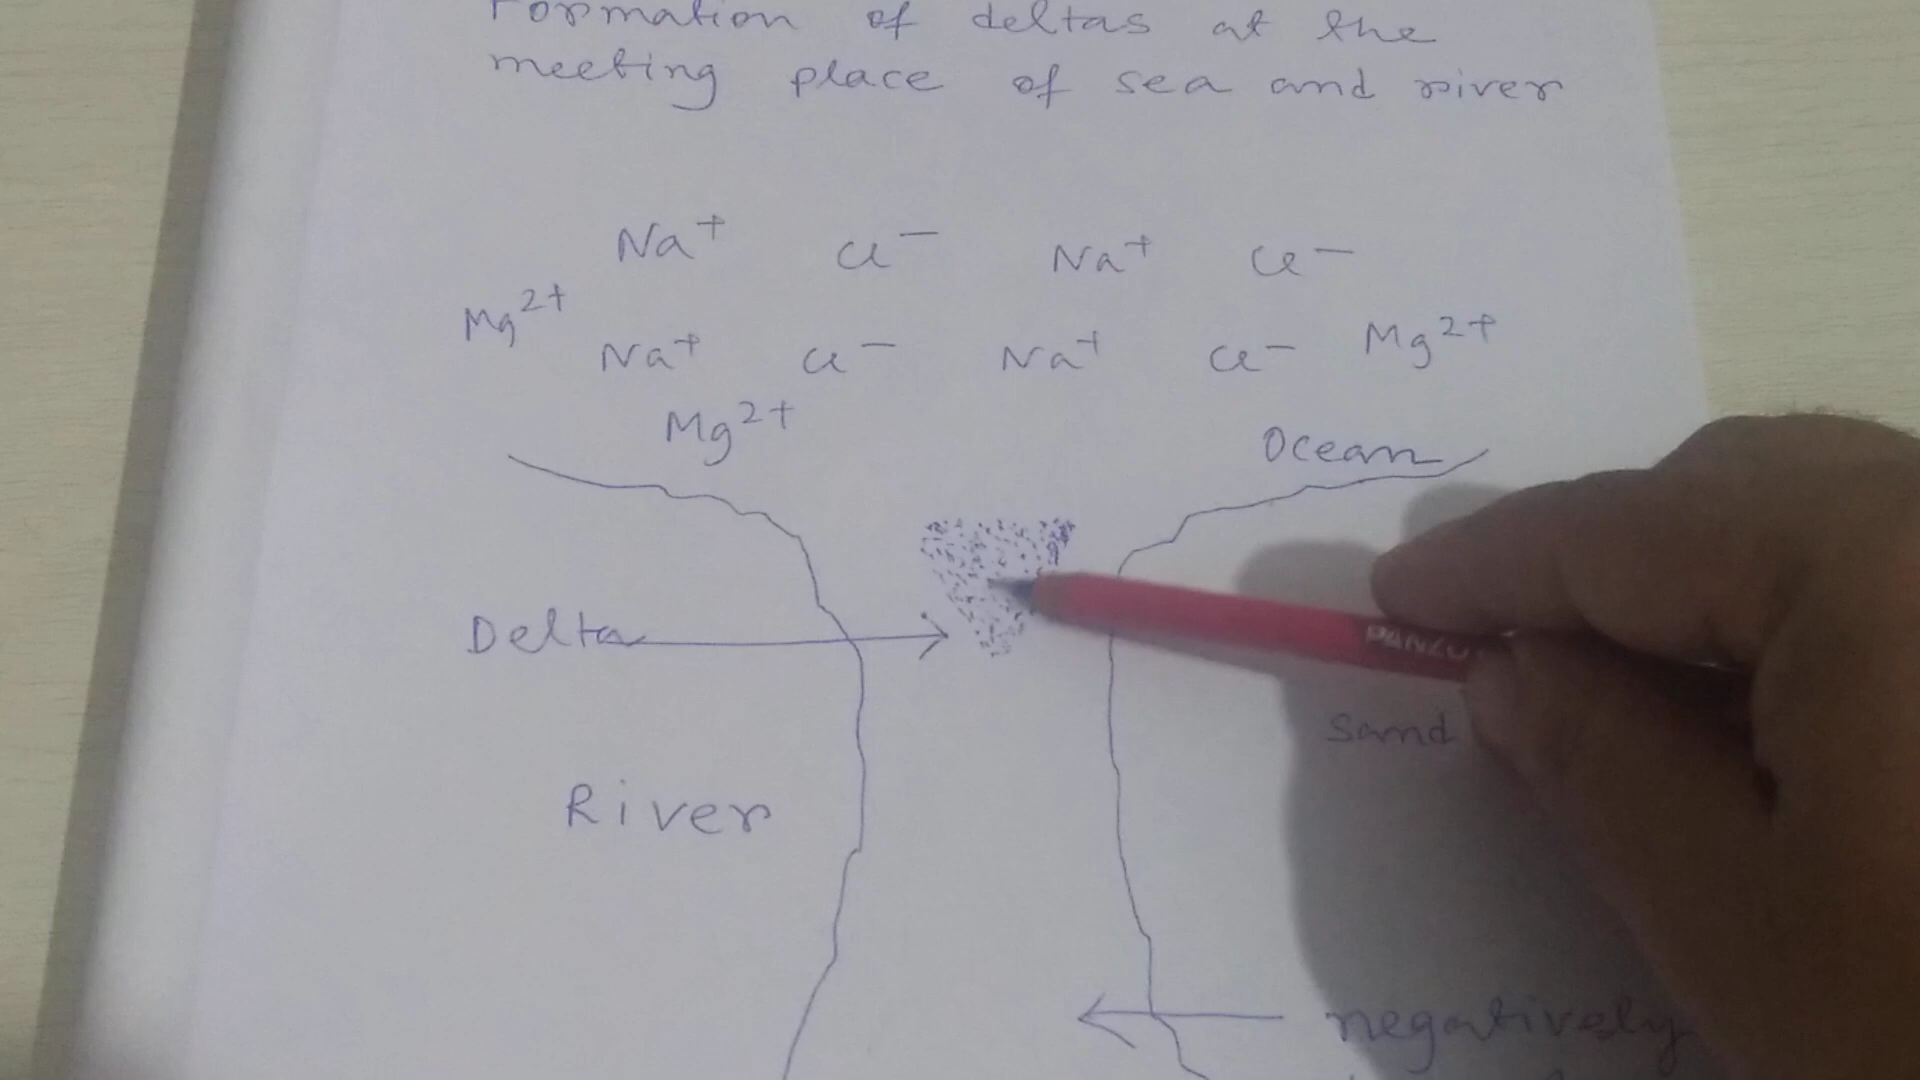 Formation of deltas at the
meeting place of sea and river
Na⁺ Cl⁻ Na⁺ Cl⁻
Mg²⁺
Na⁺ Cl⁻ Na⁺ Cl⁻ Mg²⁺
Mg²⁺
Ocean
Delta
PANZU
sand
River
negatively